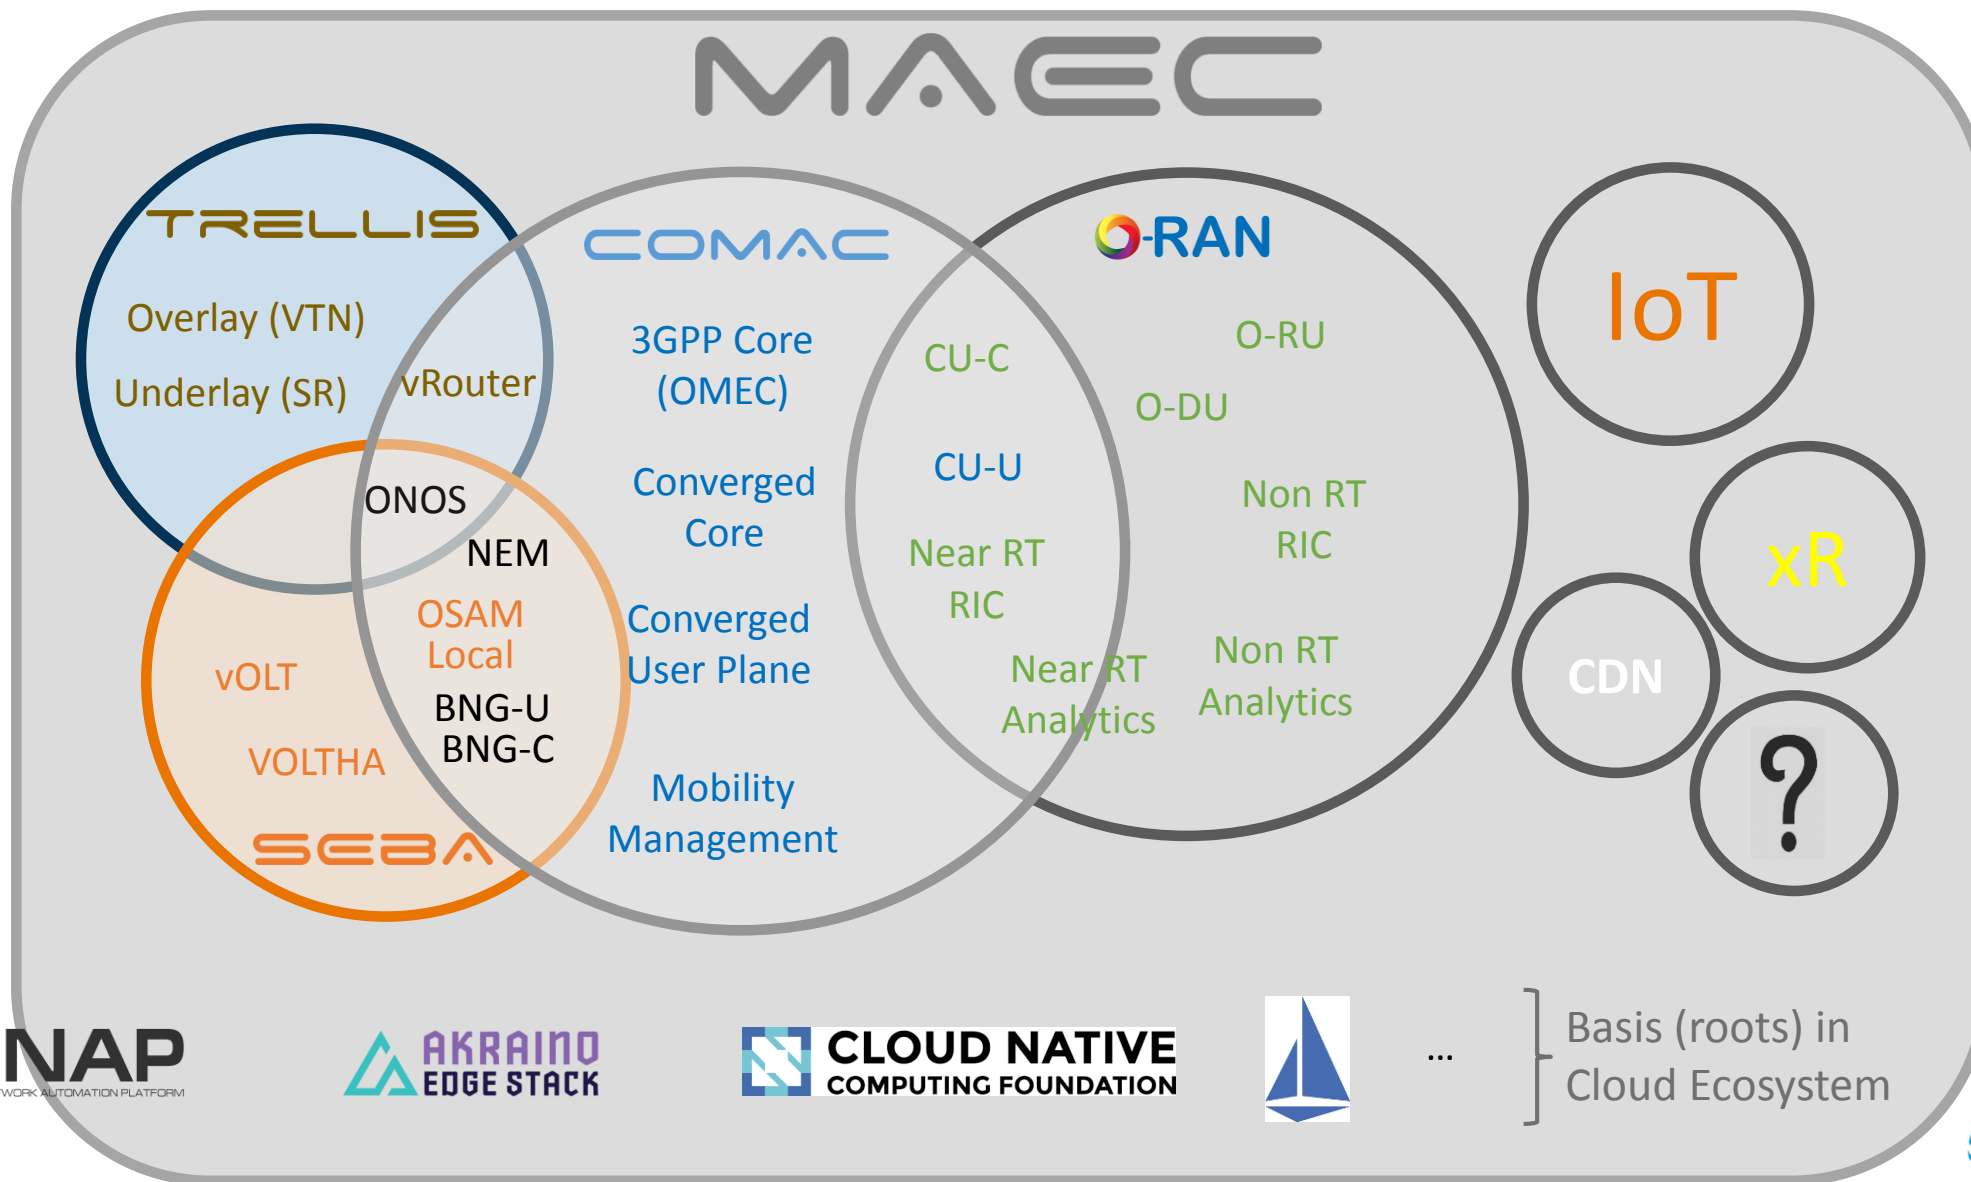 MAEC
TRELLIS
Overlay (VTN)
Underlay (SR)
vRouter
ONOS
NEM
OSAM
Local
BNG-U
BNG-C
vOLT
VOLTHA
SEBA
COMAC
3GPP Core
(OMEC)
Converged
Core
Converged
User Plane
Mobility
Management
O-RAN
CU-C
CU-U
Near RT
RIC
Near RT
Analytics
O-RU
O-DU
Non RT
RIC
Non RT
Analytics
IoT
xR
CDN
?
NAP
WORK AUTOMATION PLATFORM
AKRAINO
EDGE STACK
CLOUD NATIVE
COMPUTING FOUNDATION
...
Basis (roots) in
Cloud Ecosystem